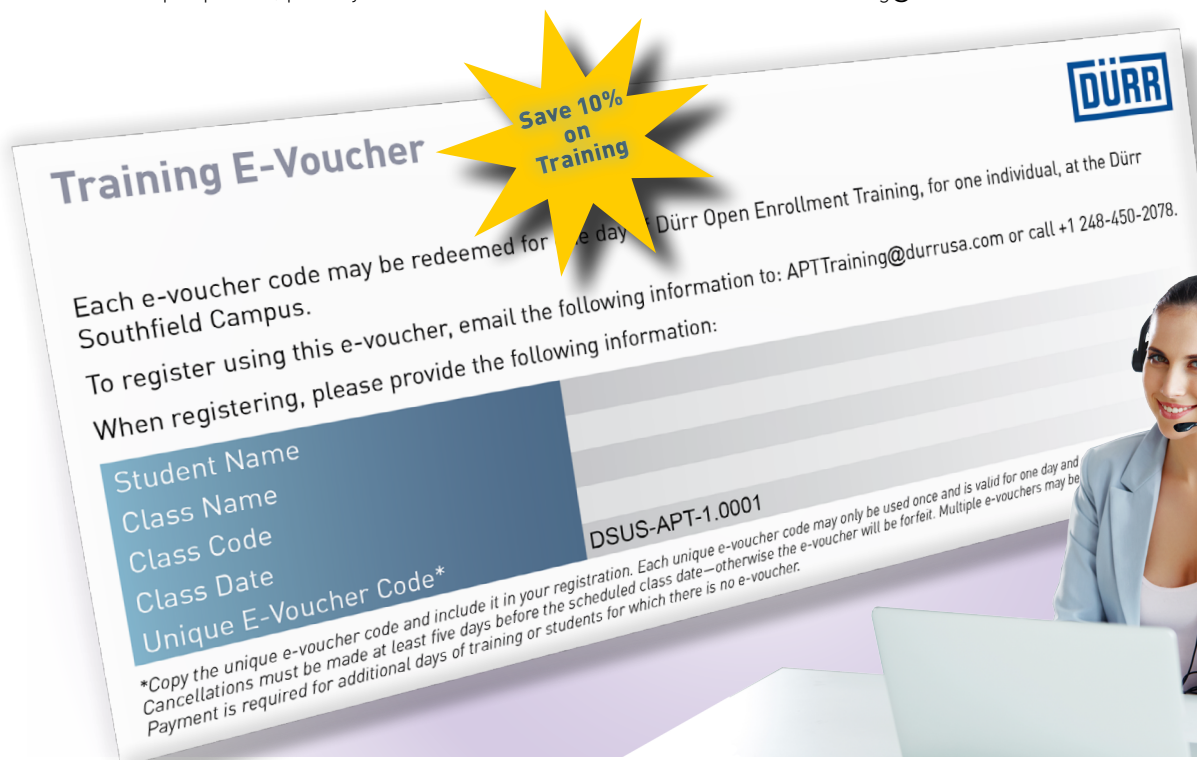 DÜRR
Training E-Voucher
Save 10%
on
Training
Each e-voucher code may be redeemed for day Dürr Open Enrollment Training, for one individual, at the Dürr
Southfield Campus.
To register using this e-voucher, email the following information to: APTTraining@durrusa.com or call +1 248-450-2078.
When registering, please provide the following information:
Student Name
Class Name
Class Code
Class Date
Unique E-Voucher Code*
DSUS-APT-1.0001
*Copy the unique e-voucher code and include it in your registration. Each unique e-voucher code may only be used once and is valid for one day and
Cancellations must be made at least five days before the scheduled class date—otherwise the e-voucher will be forfeit. Multiple e-vouchers may be
Payment is required for additional days of training or students for which there is no e-voucher.